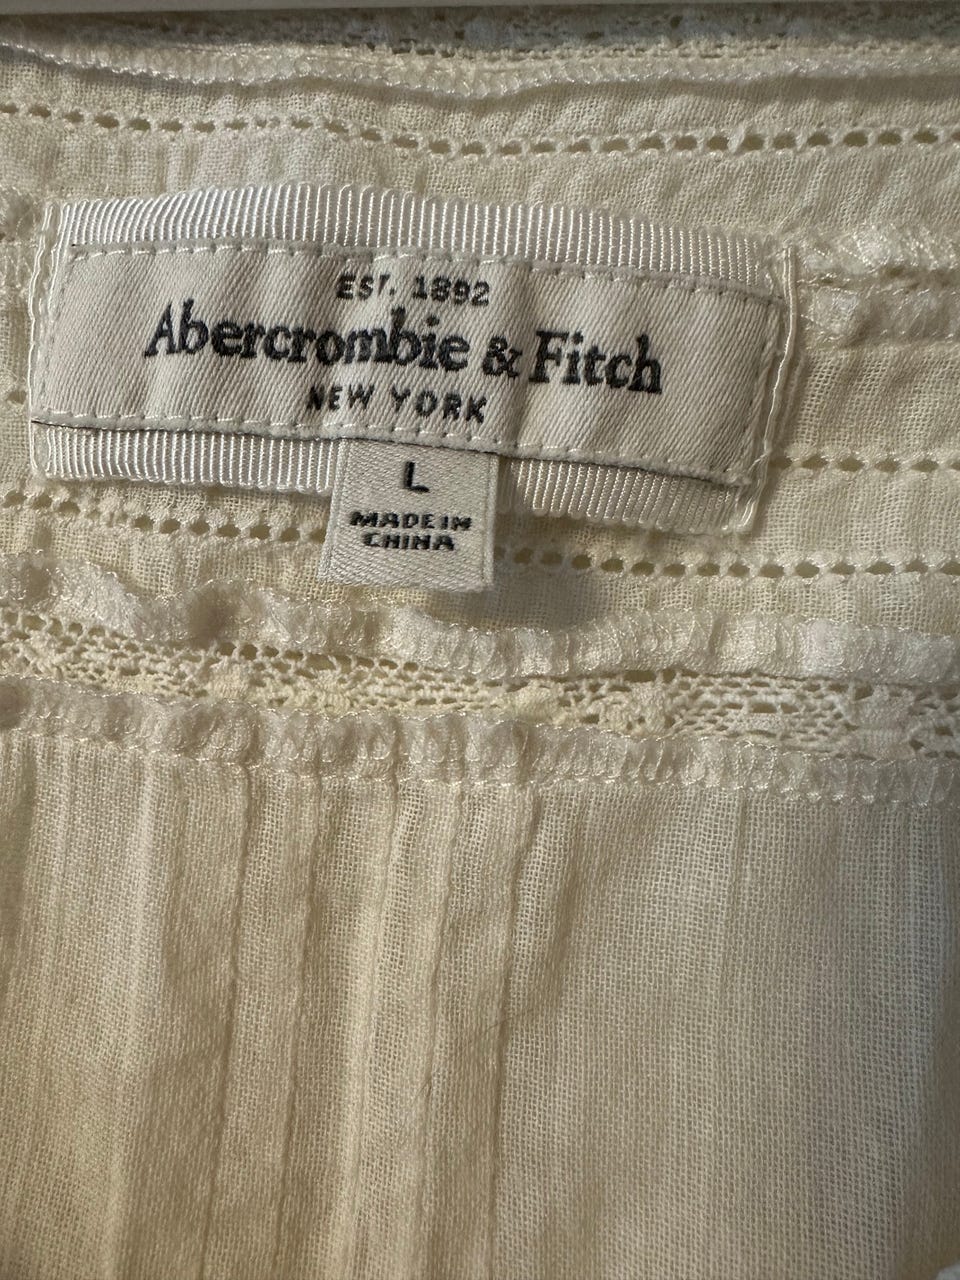 EST. 1892
Abercrombie & Fitch
NEW YORK
L
MADE IN
CHINA